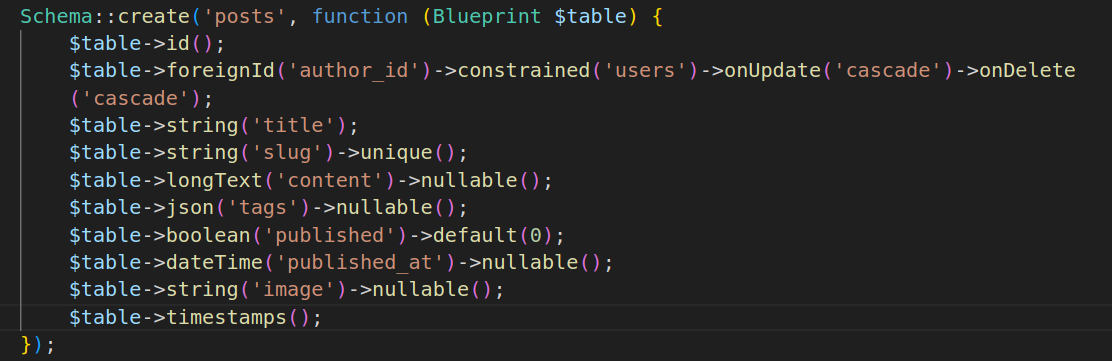 Schema::create('posts', function (Blueprint $table) {
    $table->id();
    $table->foreignId('author_id')->constrained('users')->onUpdate('cascade')->onDelete
    ('cascade');
    $table->string('title');
    $table->string('slug')->unique();
    $table->longText('content')->nullable();
    $table->json('tags')->nullable();
    $table->boolean('published')->default(0);
    $table->dateTime('published_at')->nullable();
    $table->string('image')->nullable();
    $table->timestamps();
});